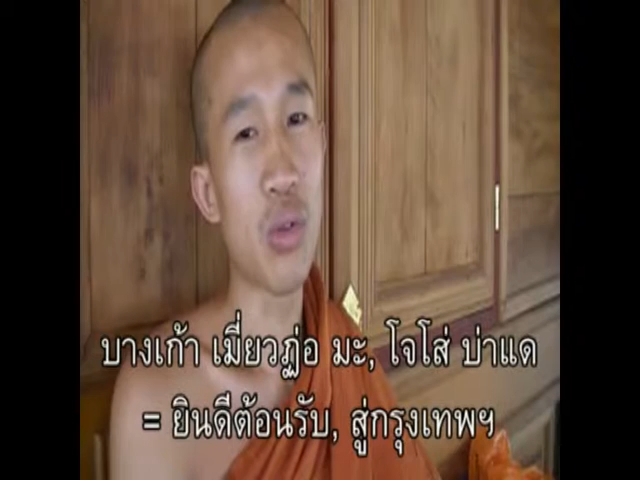 บางเก้า เมี่ยวฏ่อ มะ, โจโส่ บ่าแด
= ยินดีต้อนรับ, สู่กรุงเทพฯ